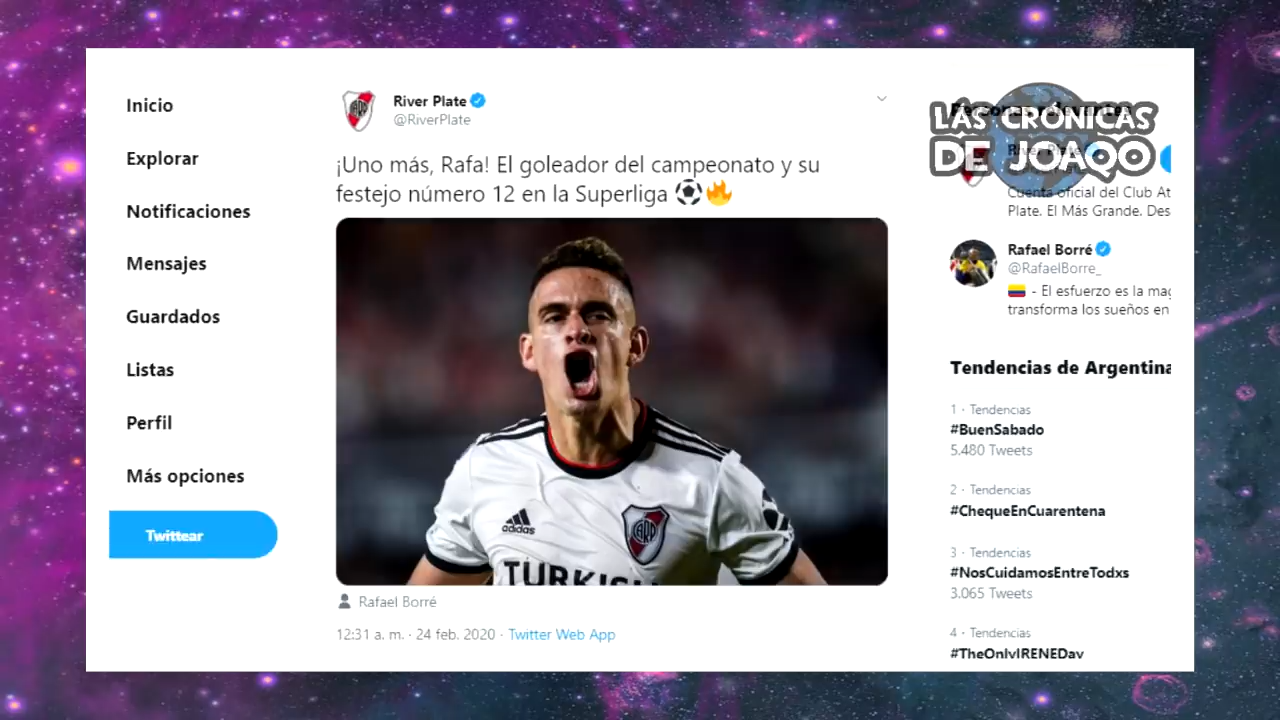 Inicio
Explorar
Notificaciones
Mensajes
Guardados
Listas
Perfil
Más opciones
Twittear
River Plate
@RiverPlate
¡Uno más, Rafa! El goleador del campeonato y su
festejo número 12 en la Superliga
adidas
CARP
TURKISH
Rafael Borré
12:31 a. m. · 24 feb. 2020 · Twitter Web App
LAS CRÓNICAS
DE JOAQO
Cuenta oficial del Club At
Plate. El Más Grande. Des
Rafael Borré
@RafaelBorre_
- El esfuerzo es la mag
transforma los sueños en
Tendencias de Argentina
1 · Tendencias
#BuenSabado
5.480 Tweets
2 · Tendencias
#ChequeEnCuarentena
3 · Tendencias
#NosCuidamosEntreTodxs
3.065 Tweets
4 · Tendencias
#TheOnlyIRENEDay